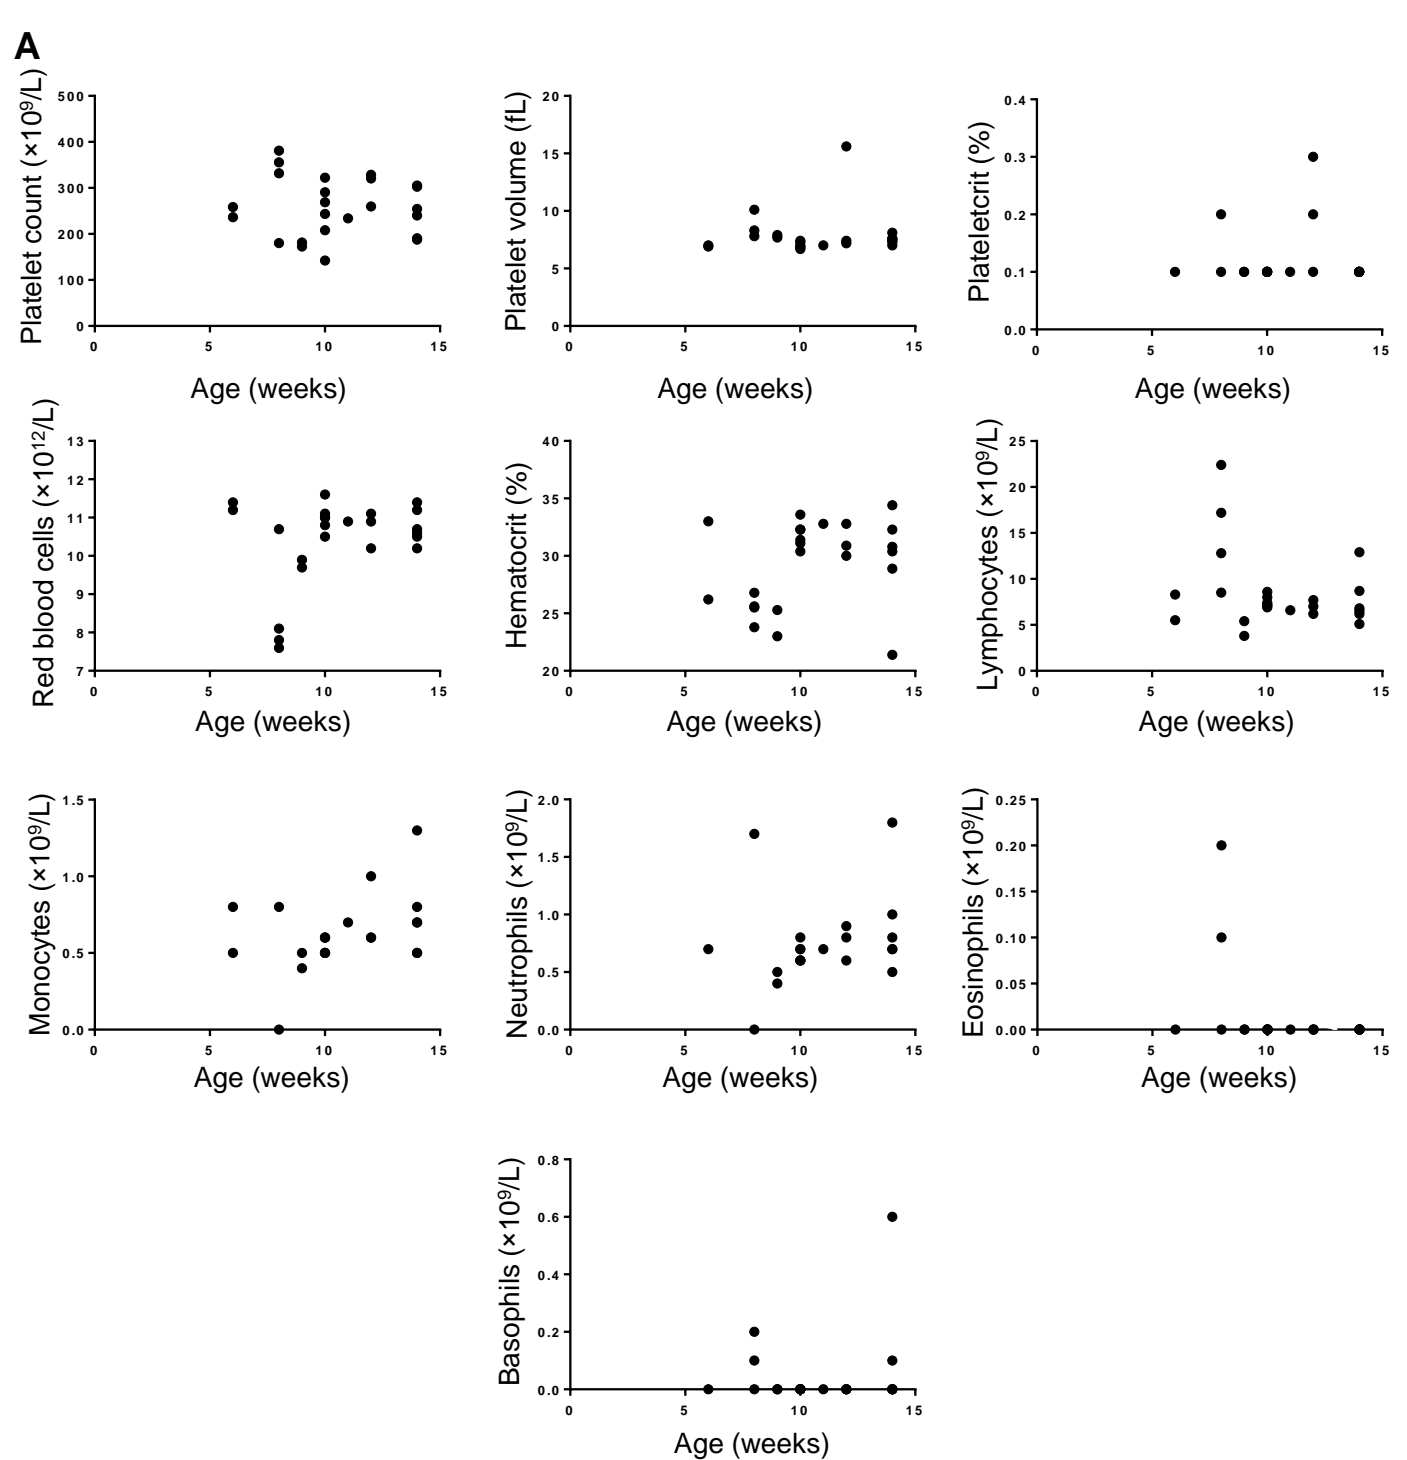 A
Platelet count (×10⁹/L)
500
400
300
200
100
0
0 5 10 15
Age (weeks)
Platelet volume (fL)
20
15
10
5
0
0 5 10 15
Age (weeks)
Plateletcrit (%)
0.4
0.3
0.2
0.1
0.0
0 5 10 15
Age (weeks)
Red blood cells (×10¹²/L)
13
12
11
10
9
8
7
0 5 10 15
Age (weeks)
Hematocrit (%)
40
35
30
25
20
0 5 10 15
Age (weeks)
Lymphocytes (×10⁹/L)
25
20
15
10
5
0
0 5 10 15
Age (weeks)
Monocytes (×10⁹/L)
1.5
1.0
0.5
0.0
0 5 10 15
Age (weeks)
Neutrophils (×10⁹/L)
2.0
1.5
1.0
0.5
0.0
0 5 10 15
Age (weeks)
Eosinophils (×10⁹/L)
0.25
0.20
0.15
0.10
0.05
0.00
0 5 10 15
Age (weeks)
Basophils (×10⁹/L)
0.8
0.6
0.4
0.2
0.0
0 5 10 15
Age (weeks)